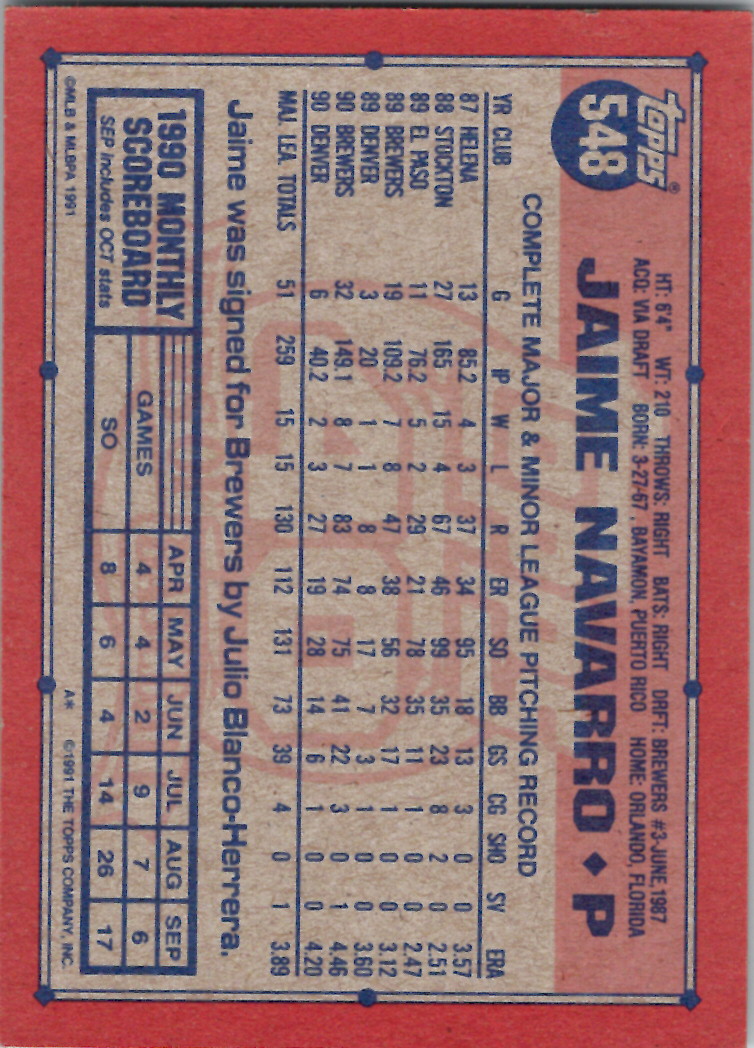 Topps®
548
HT: 6'4" WT: 210 THROWS: RIGHT BATS: RIGHT DRFT: BREWERS #3-JUNE, 1987
ACQ: VIA DRAFT BORN: 3-27-67, BAYAMON, PUERTO RICO HOME: ORLANDO, FLORIDA
JAIME NAVARRO ♦ P
COMPLETE MAJOR & MINOR LEAGUE PITCHING RECORD
YR CLUB G IP W L R ER SO BB GS CG SHO SV ERA
87 HELENA 13 85.2 4 3 37 34 95 18 13 3 0 0 3.57
88 STOCKTON 27 165 15 4 67 46 99 35 23 8 2 0 2.51
89 EL PASO 11 76.2 5 2 29 21 78 35 11 1 0 0 2.47
89 BREWERS 19 109.2 7 8 47 38 56 32 17 1 0 0 3.12
89 DENVER 3 20 1 1 8 8 17 7 3 1 0 0 3.60
90 BREWERS 32 149.1 8 7 83 74 75 41 22 3 0 1 4.46
90 DENVER 6 40.2 2 3 27 19 28 14 6 1 0 0 4.20
MAJ. LEA. TOTALS 51 259 15 15 130 112 131 73 39 4 0 1 3.89
Jaime was signed for Brewers by Julio Blanco-Herrera.
1990 MONTHLY
SCOREBOARD
SEP includes OCT stats
APR MAY JUN JUL AUG SEP
GAMES 4 4 2 9 7 6
SO 8 6 4 14 26 17
©MLB & MLBPA 1991 A* ©1991 THE TOPPS COMPANY, INC.